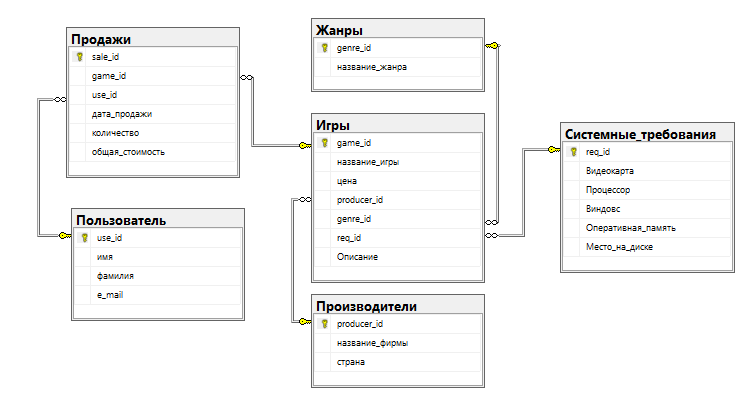 Продажи
sale_id
game_id
use_id
дата_продажи
количество
общая_стоимость
Пользователь
use_id
имя
фамилия
e_mail
Жанры
genre_id
название_жанра
Игры
game_id
название_игры
цена
producer_id
genre_id
req_id
Описание
Производители
producer_id
название_фирмы
страна
Системные_требования
req_id
Видеокарта
Процессор
Виндовс
Оперативная_память
Место_на_диске